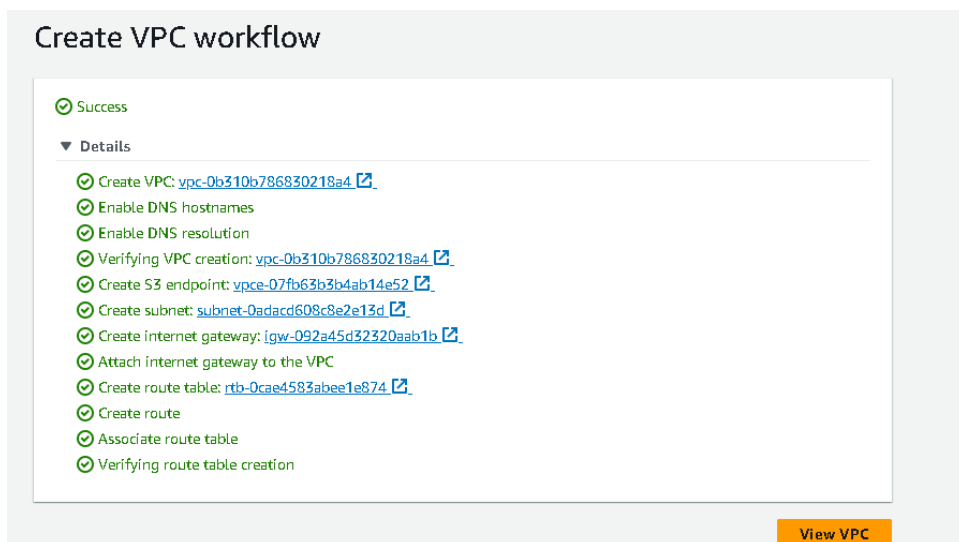 Create VPC workflow
Success
Details
Create VPC: vpc-0b310b786830218a4
Enable DNS hostnames
Enable DNS resolution
Verifying VPC creation: vpc-0b310b786830218a4
Create S3 endpoint: vpce-07fb63b3b4ab14e52
Create subnet: subnet-0adacd608c8e2e13d
Create internet gateway: igw-092a45d32320aab1b
Attach internet gateway to the VPC
Create route table: rtb-0cae4583abee1e874
Create route
Associate route table
Verifying route table creation
View VPC